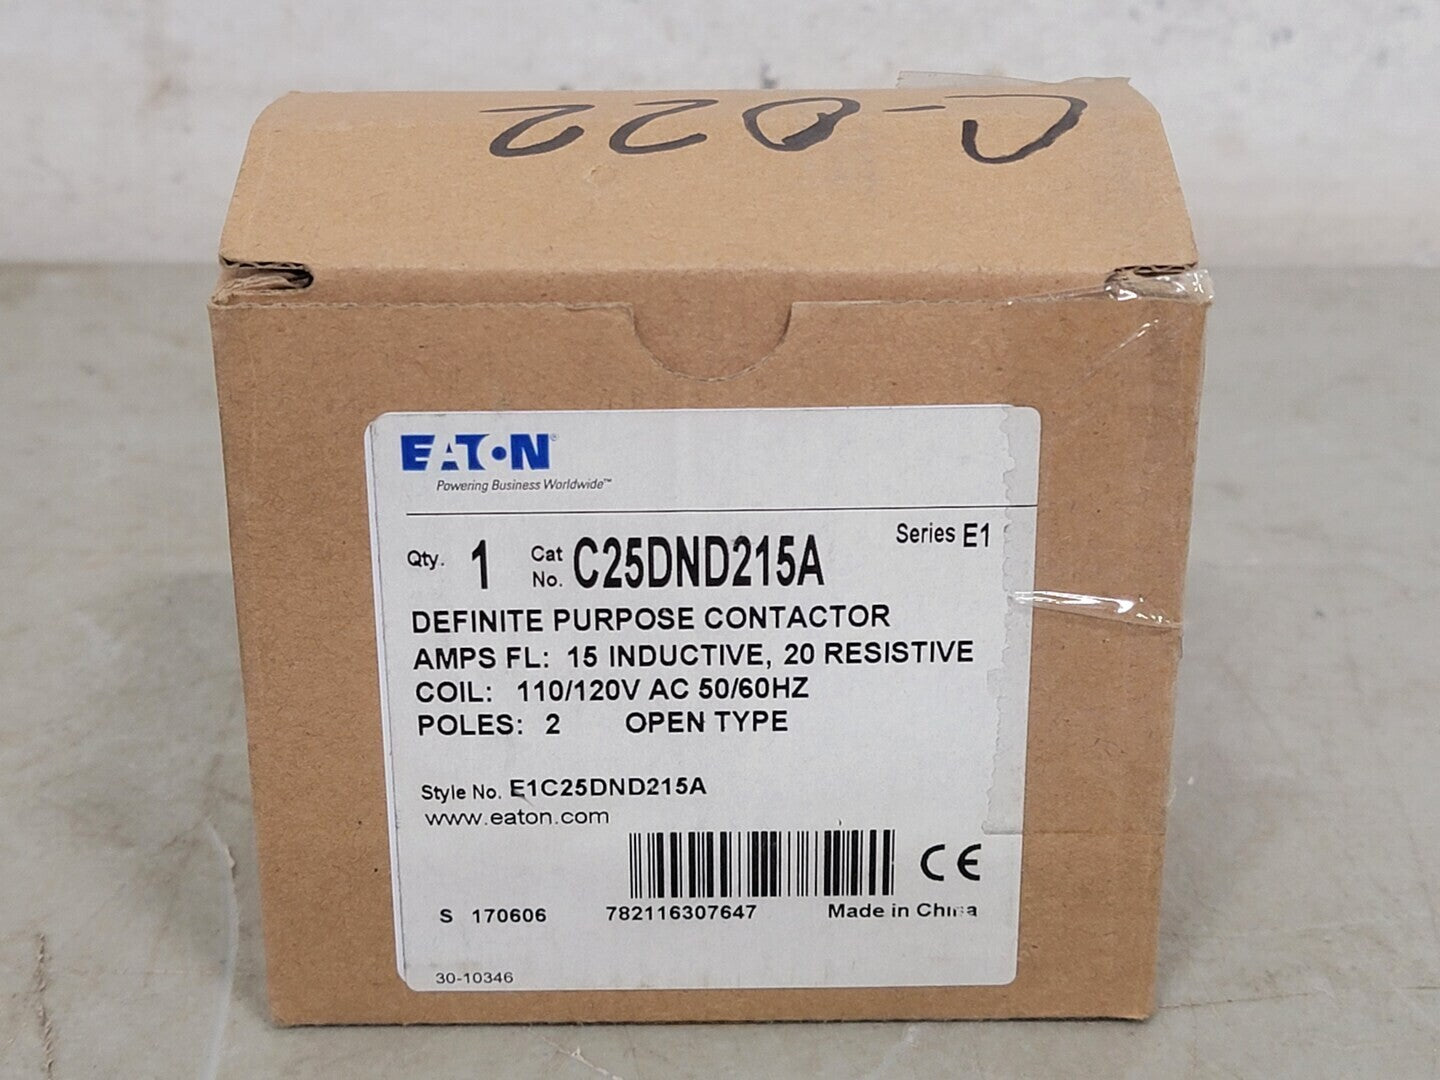 C-022
EATON®
Powering Business Worldwide™
Series E1
Qty. 1 Cat No. C25DND215A
DEFINITE PURPOSE CONTACTOR
AMPS FL: 15 INDUCTIVE, 20 RESISTIVE
COIL: 110/120V AC 50/60HZ
POLES: 2 OPEN TYPE
Style No. E1C25DND215A
www.eaton.com
CE
S 170606 782116307647 Made in China
30-10346